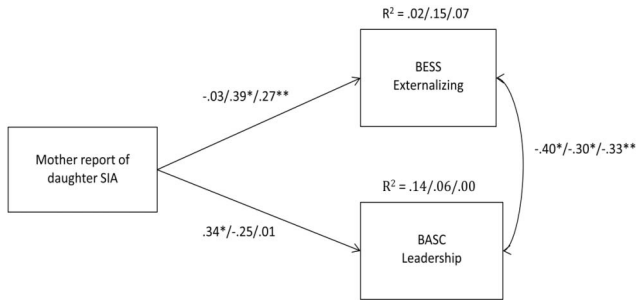 R² = .02/.15/.07
BESS
Externalizing
-.03/.39*/.27**
Mother report of
daughter SIA
-.40*/-.30*/-.33**
R² = .14/.06/.00
.34*/-.25/.01
BASC
Leadership